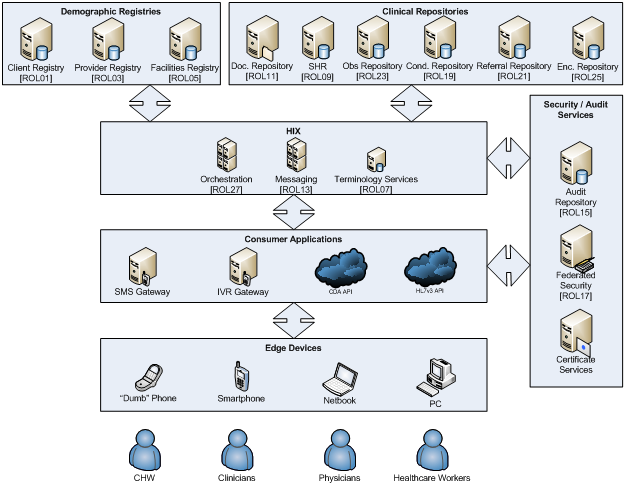 Demographic Registries
Client Registry
[ROL01]
Provider Registry
[ROL03]
Facilities Registry
[ROL05]
Clinical Repositories
Doc. Repository
[ROL11]
SHR
[ROL09]
Obs Repository
[ROL23]
Cond. Repository
[ROL19]
Referral Repository
[ROL21]
Enc. Repository
[ROL25]
HIX
Orchestration
[ROL27]
Messaging
[ROL13]
Terminology Services
[ROL07]
Security / Audit
Services
Audit
Repository
[ROL15]
Federated
Security
[ROL17]
Certificate
Services
Consumer Applications
SMS Gateway
IVR Gateway
CDA API
HL7v3 API
Edge Devices
“Dumb” Phone
Smartphone
Netbook
PC
CHW
Clinicians
Physicians
Healthcare Workers